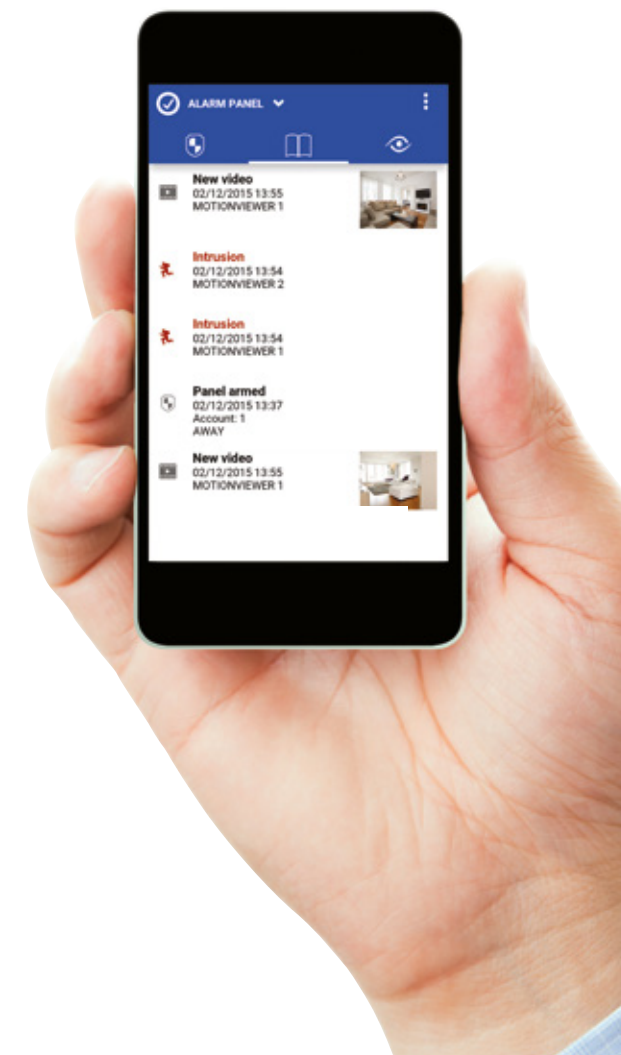 ALARM PANEL
New video
02/12/2015 13:55
MOTIONVIEWER 1
Intrusion
02/12/2015 13:54
MOTIONVIEWER 2
Intrusion
02/12/2015 13:54
MOTIONVIEWER 1
Panel armed
02/12/2015 13:37
Account: 1
AWAY
New video
02/12/2015 13:55
MOTIONVIEWER 1